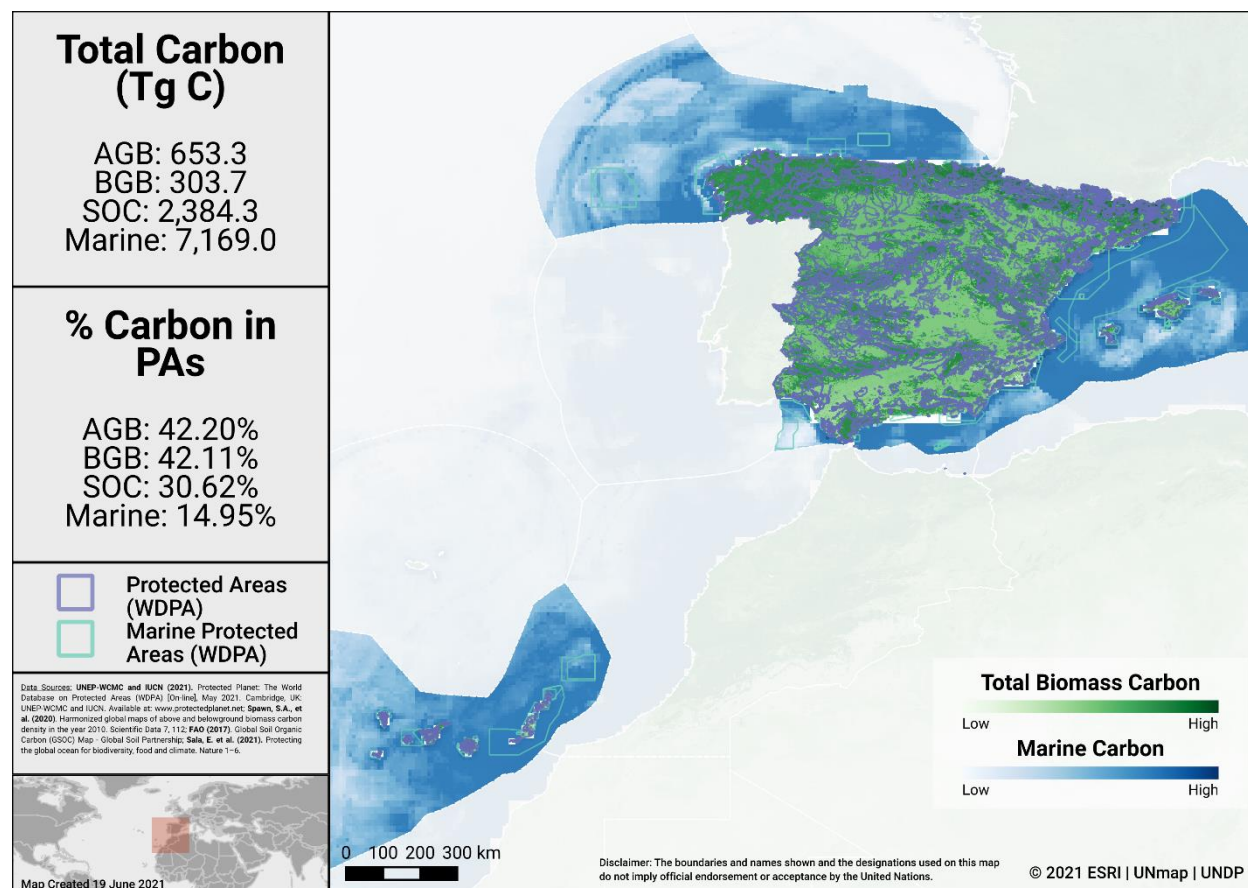 Total Carbon
(Tg C)
AGB: 653.3
BGB: 303.7
SOC: 2,384.3
Marine: 7,169.0
% Carbon in
PAs
AGB: 42.20%
BGB: 42.11%
SOC: 30.62%
Marine: 14.95%
Protected Areas
(WDPA)
Marine Protected
Areas (WDPA)
Data Sources: UNEP-WCMC and IUCN (2021). Protected Planet: The World
Database on Protected Areas (WDPA) [On-line], May 2021. Cambridge, UK:
UNEP-WCMC and IUCN. Available at: www.protectedplanet.net; Spawn, S.A., et
al. (2020). Harmonized global maps of above and belowground biomass carbon
density in the year 2010. Scientific Data 7, 112; FAO (2017). Global Soil Organic
Carbon (GSOC) Map - Global Soil Partnership; Sala, E. et al. (2021). Protecting
the global ocean for biodiversity, food and climate. Nature 1–6.
Map Created 19 June 2021
0 100 200 300 km
Total Biomass Carbon
Low High
Marine Carbon
Low High
Disclaimer: The boundaries and names shown and the designations used on this map
do not imply official endorsement or acceptance by the United Nations.
© 2021 ESRI | UNmap | UNDP